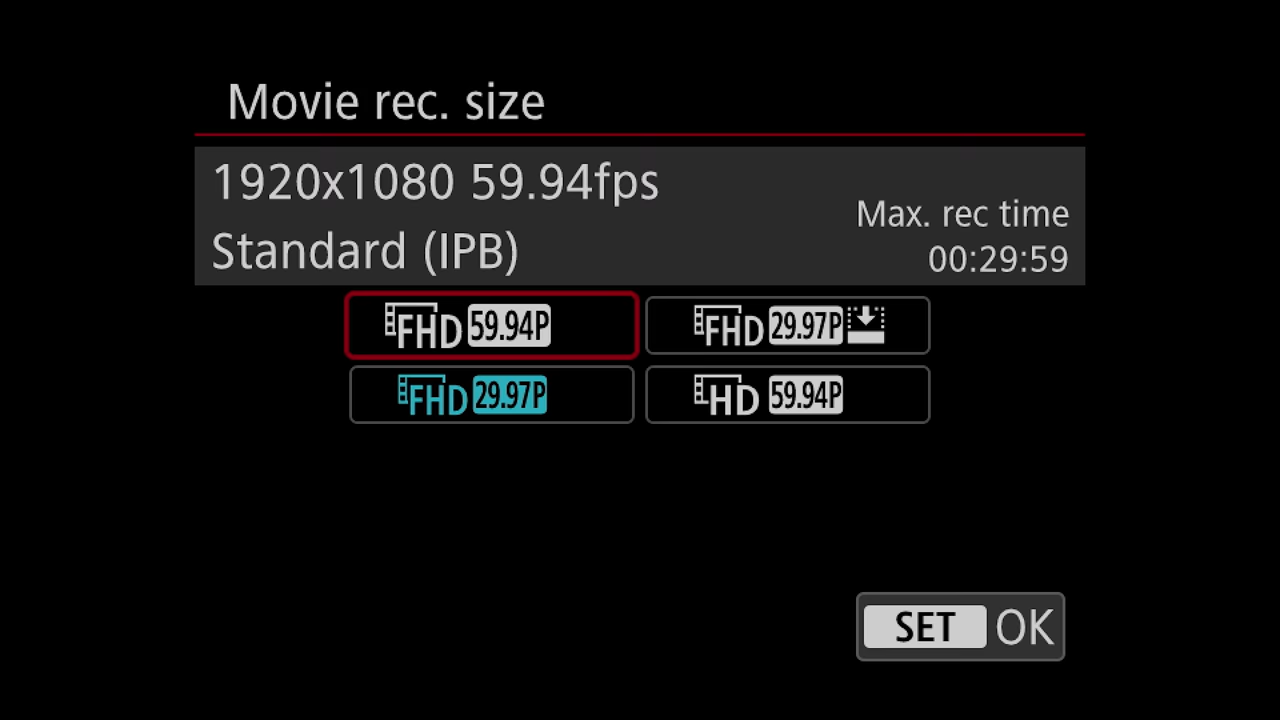 Movie rec. size
1920x1080 59.94fps
Standard (IPB)
Max. rec time
00:29:59
FHD 59.94P
FHD 29.97P
FHD 29.97P
HD 59.94P
SET OK